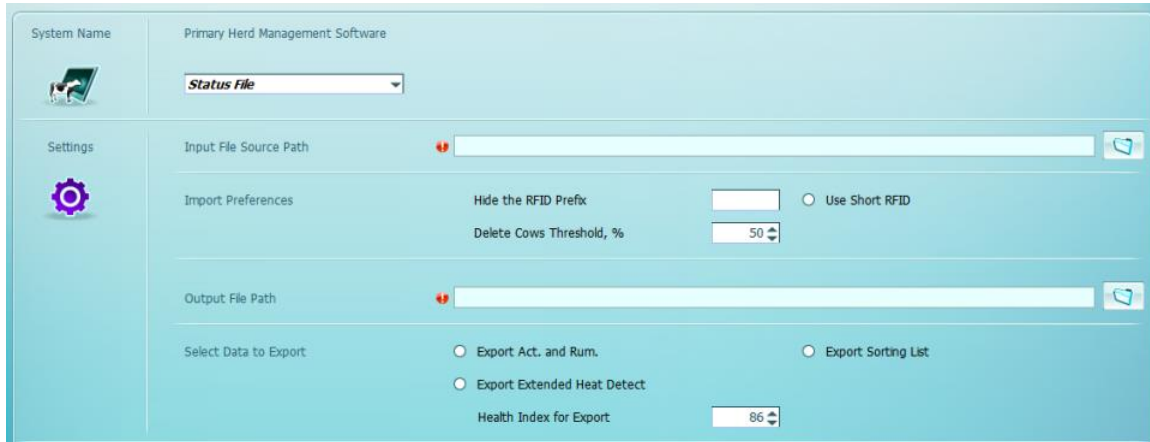 System Name
Primary Herd Management Software
Status File
Settings
Input File Source Path
Import Preferences
Hide the RFID Prefix
Use Short RFID
Delete Cows Threshold, %
50
Output File Path
Select Data to Export
Export Act. and Rum.
Export Sorting List
Export Extended Heat Detect
Health Index for Export
86